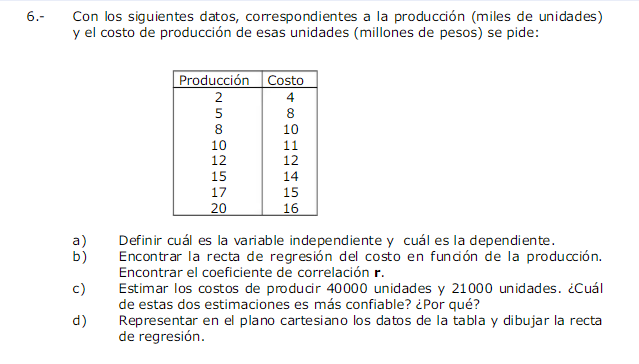 6.- Con los siguientes datos, correspondientes a la producción (miles de unidades)
y el costo de producción de esas unidades (millones de pesos) se pide:
Producción Costo
2 4
5 8
8 10
10 11
12 12
15 14
17 15
20 16
a) Definir cuál es la variable independiente y cuál es la dependiente.
b) Encontrar la recta de regresión del costo en función de la producción.
Encontrar el coeficiente de correlación r.
c) Estimar los costos de producir 40000 unidades y 21000 unidades. ¿Cuál
de estas dos estimaciones es más confiable? ¿Por qué?
d) Representar en el plano cartesiano los datos de la tabla y dibujar la recta
de regresión.